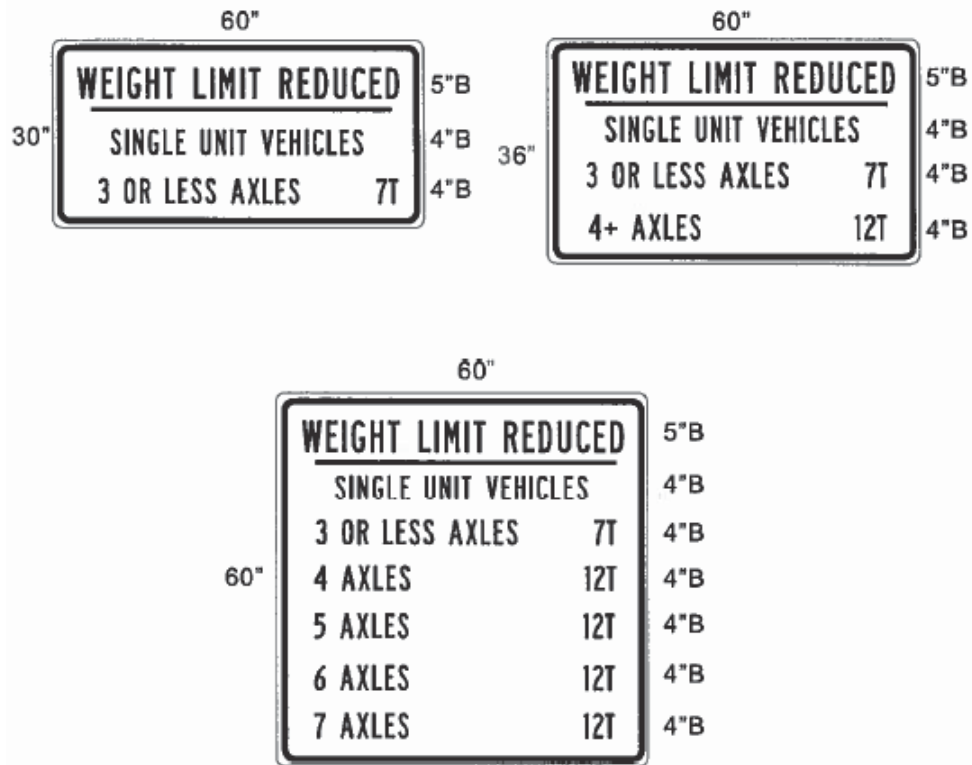 60"
30"
WEIGHT LIMIT REDUCED 5"B
SINGLE UNIT VEHICLES 4"B
3 OR LESS AXLES 7T 4"B
60"
36"
WEIGHT LIMIT REDUCED 5"B
SINGLE UNIT VEHICLES 4"B
3 OR LESS AXLES 7T 4"B
4+ AXLES 12T 4"B
60"
60"
WEIGHT LIMIT REDUCED 5"B
SINGLE UNIT VEHICLES 4"B
3 OR LESS AXLES 7T 4"B
4 AXLES 12T 4"B
5 AXLES 12T 4"B
6 AXLES 12T 4"B
7 AXLES 12T 4"B